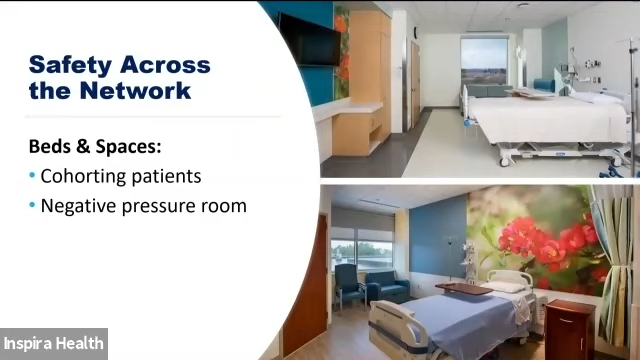 Safety Across
the Network
Beds & Spaces:
• Cohorting patients
• Negative pressure room
Inspira Health